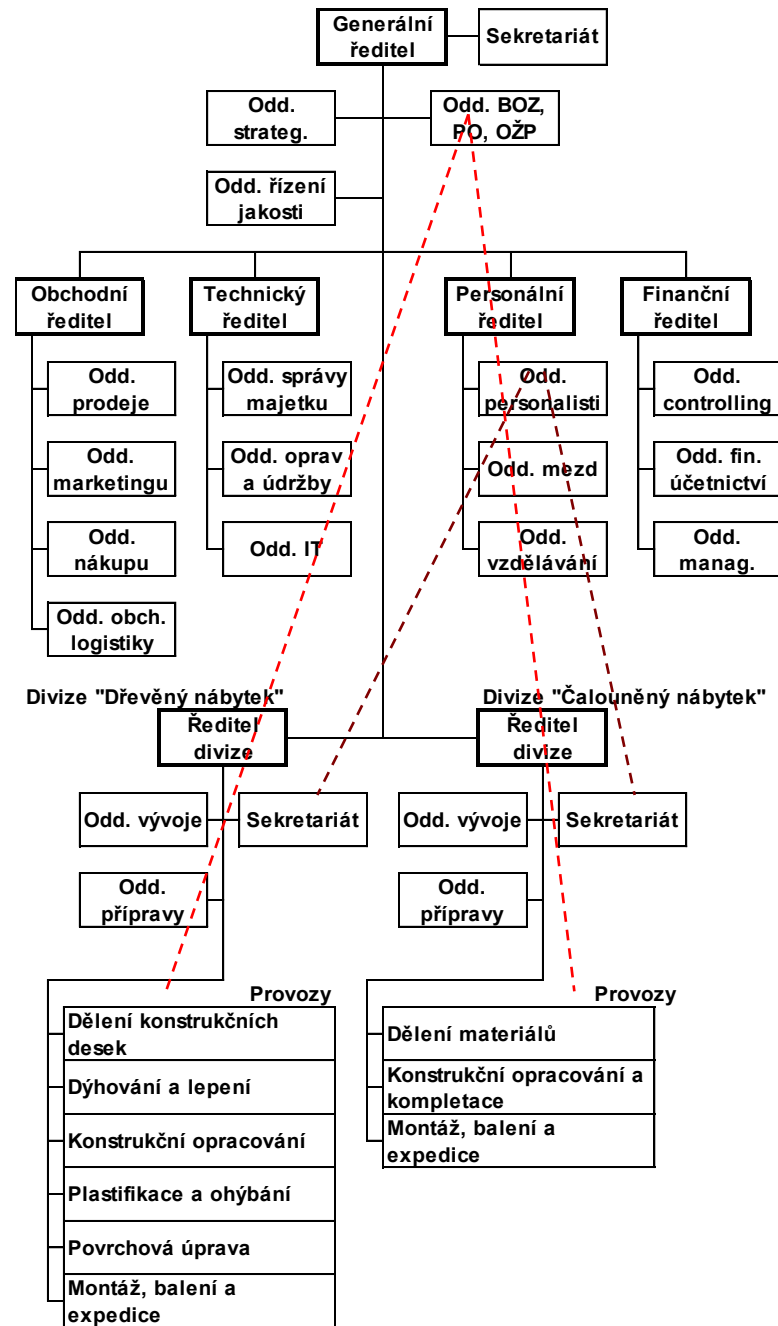 Generální
ředitel
Sekretariát
Odd.
strateg.
Odd. BOZ,
PO, OŽP
Odd. řízení
jakosti
Obchodní
ředitel
Technický
ředitel
Personální
ředitel
Finanční
ředitel
Odd.
prodeje
Odd. správy
majetku
Odd.
personalisti
Odd.
controlling
Odd.
marketingu
Odd. oprav
a údržby
Odd. mezd
Odd. fin.
účetnictví
Odd.
nákupu
Odd. IT
Odd.
vzdělávání
Odd.
manag.
Odd. obch.
logistiky
Divize "Dřevěný nábytek"
Divize "Čalouněný nábytek"
Ředitel
divize
Ředitel
divize
Odd. vývoje
Sekretariát
Odd. vývoje
Sekretariát
Odd.
přípravy
Odd.
přípravy
Provozy
Dělení konstrukčních
desek
Dýhování a lepení
Konstrukční opracování
Plastifikace a ohýbání
Povrchová úprava
Montáž, balení a
expedice
Provozy
Dělení materiálů
Konstrukční opracování a
kompletace
Montáž, balení a
expedice